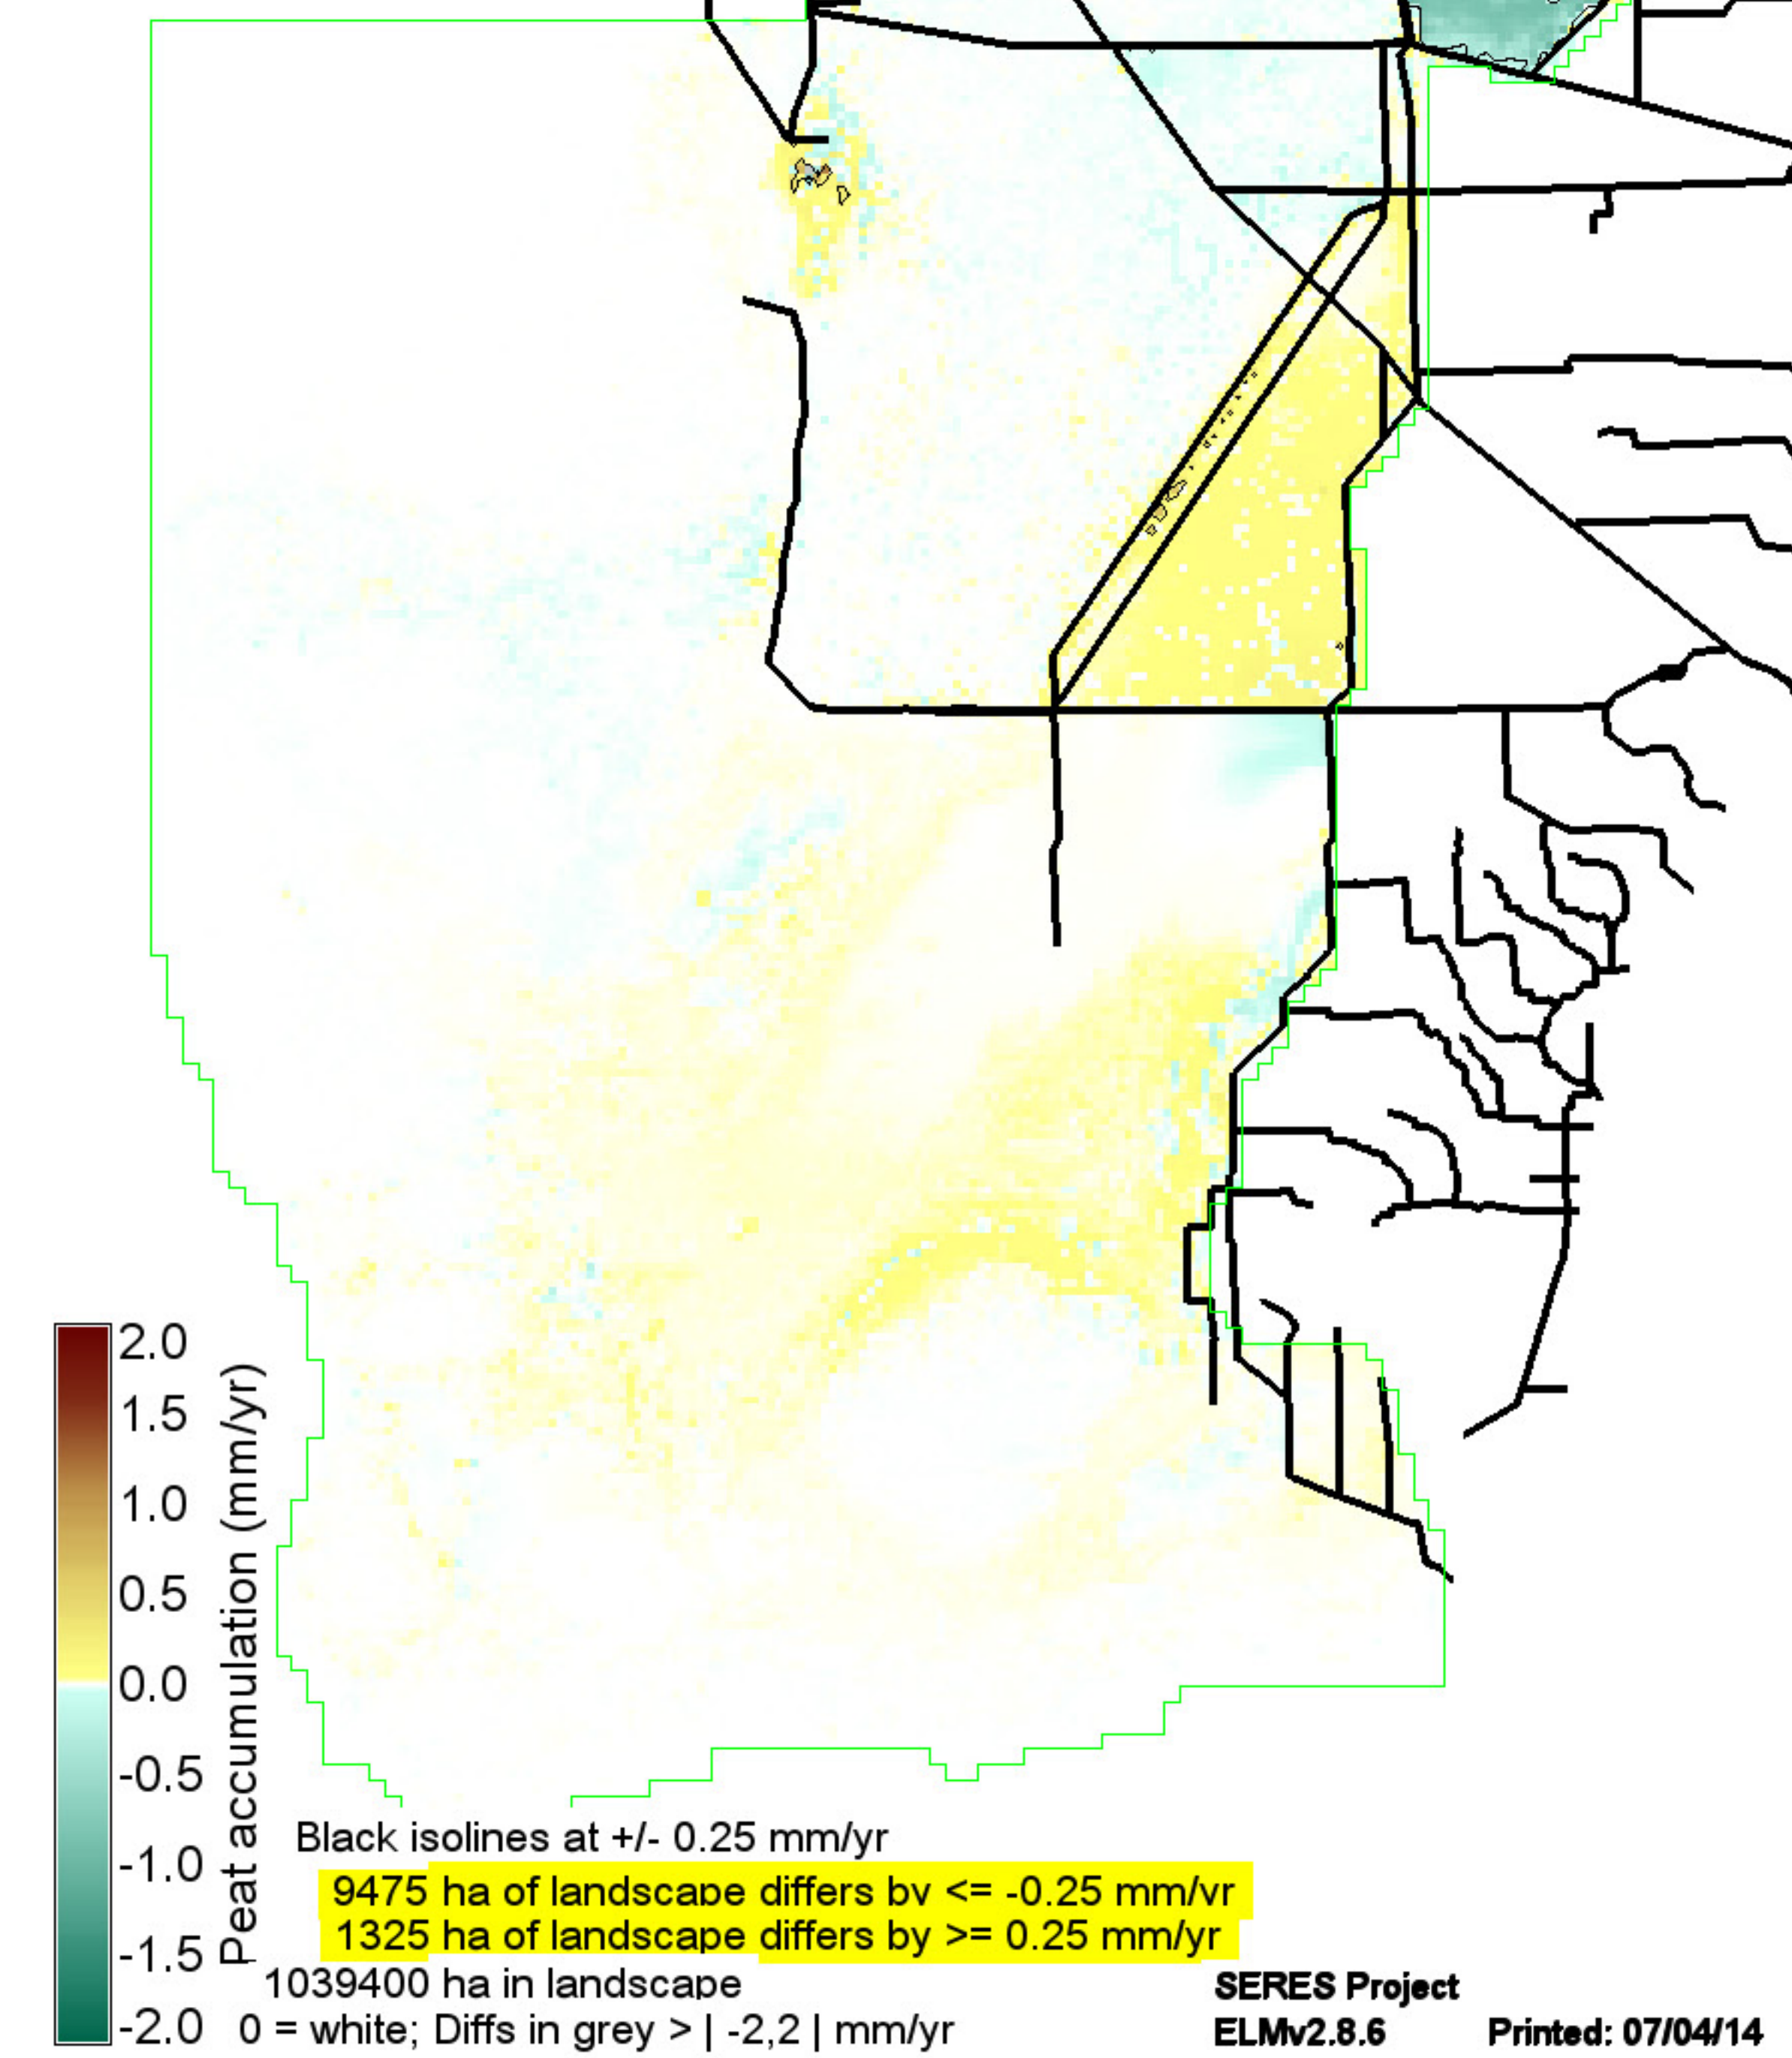 2.0
1.5
1.0
0.5
0.0
-0.5
-1.0
-1.5
-2.0
Peat accumulation (mm/yr)
Black isolines at +/- 0.25 mm/yr
9475 ha of landscape differs by <= -0.25 mm/yr
1325 ha of landscape differs by >= 0.25 mm/yr
1039400 ha in landscape
0 = white; Diffs in grey > | -2,2 | mm/yr
SERES Project
ELMv2.8.6 Printed: 07/04/14